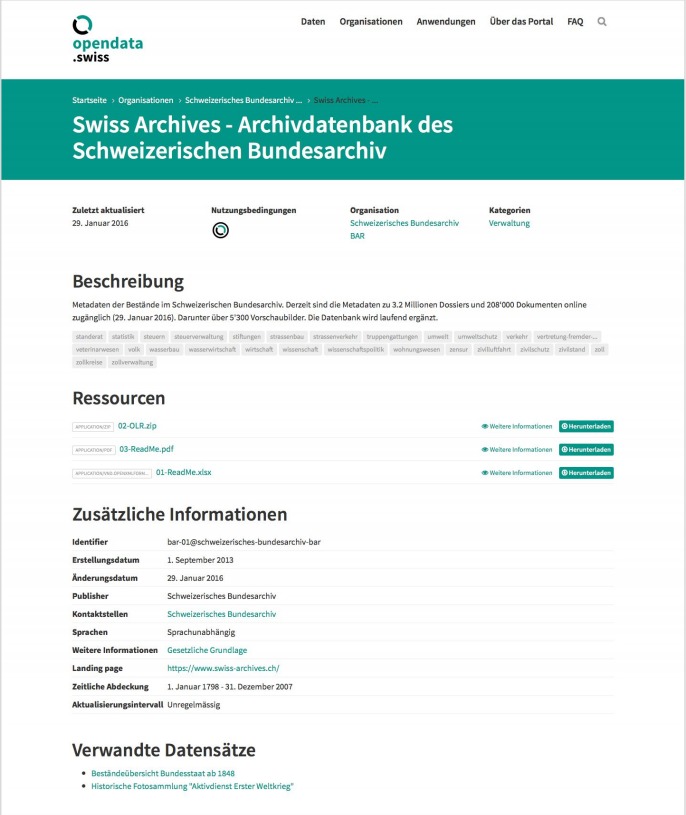 Daten Organisationen Anwendungen Über das Portal FAQ
opendata
.swiss
Startseite › Organisationen › Schweizerisches Bundesarchiv ... › Swiss Archives - ...
Swiss Archives - Archivdatenbank des
Schweizerischen Bundesarchiv
Zuletzt aktualisiert Nutzungsbedingungen Organisation Kategorien
29. Januar 2016 Schweizerisches Bundesarchiv Verwaltung
BAR
Beschreibung
Metadaten der Bestände im Schweizerischen Bundesarchiv. Derzeit sind die Metadaten zu 3.2 Millionen Dossiers und 208'000 Dokumenten online
zugänglich (29. Januar 2016). Darunter über 5'300 Vorschaubilder. Die Datenbank wird laufend ergänzt.
standorat statistik steuern steuerverwaltung stiftungen strassenbau strassenverkehr truppengattungen umwelt umweltschutz verkehr vertretung-fremder-...
veterinarwesen volk wasserbau wasserwirtschaft wirtschaft wissenschaft wissenschaftspolitik wohnungswesen zensur zivilluftfahrt zivilschutz zivilstand zoll
zollkreise zollverwaltung
Ressourcen
APPLICATION/ZIP 02-OLR.zip Weitere Informationen Herunterladen
APPLICATION/PDF 03-ReadMe.pdf Weitere Informationen Herunterladen
APPLICATION/VND.OPENXMLFORM... 01-ReadMe.xlsx Weitere Informationen Herunterladen
Zusätzliche Informationen
Identifier bar-01@schweizerisches-bundesarchiv-bar
Erstellungsdatum 1. September 2013
Änderungsdatum 29. Januar 2016
Publisher Schweizerisches Bundesarchiv
Kontaktstellen Schweizerisches Bundesarchiv
Sprachen Sprachunabhängig
Weitere Informationen Gesetzliche Grundlage
Landing page https://www.swiss-archives.ch/
Zeitliche Abdeckung 1. Januar 1798 - 31. Dezember 2007
Aktualisierungsintervall Unregelmässig
Verwandte Datensätze
• Beständeübersicht Bundesstaat ab 1848
• Historische Fotosammlung "Aktivdienst Erster Weltkrieg"